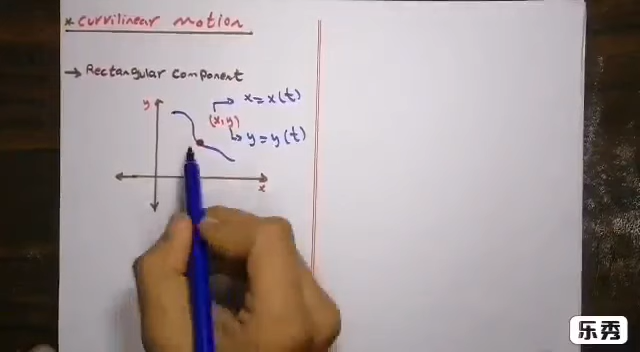 * Curvilinear motion
→ Rectangular component
y
x = x(t)
(x,y)
y = y(t)
x
乐秀